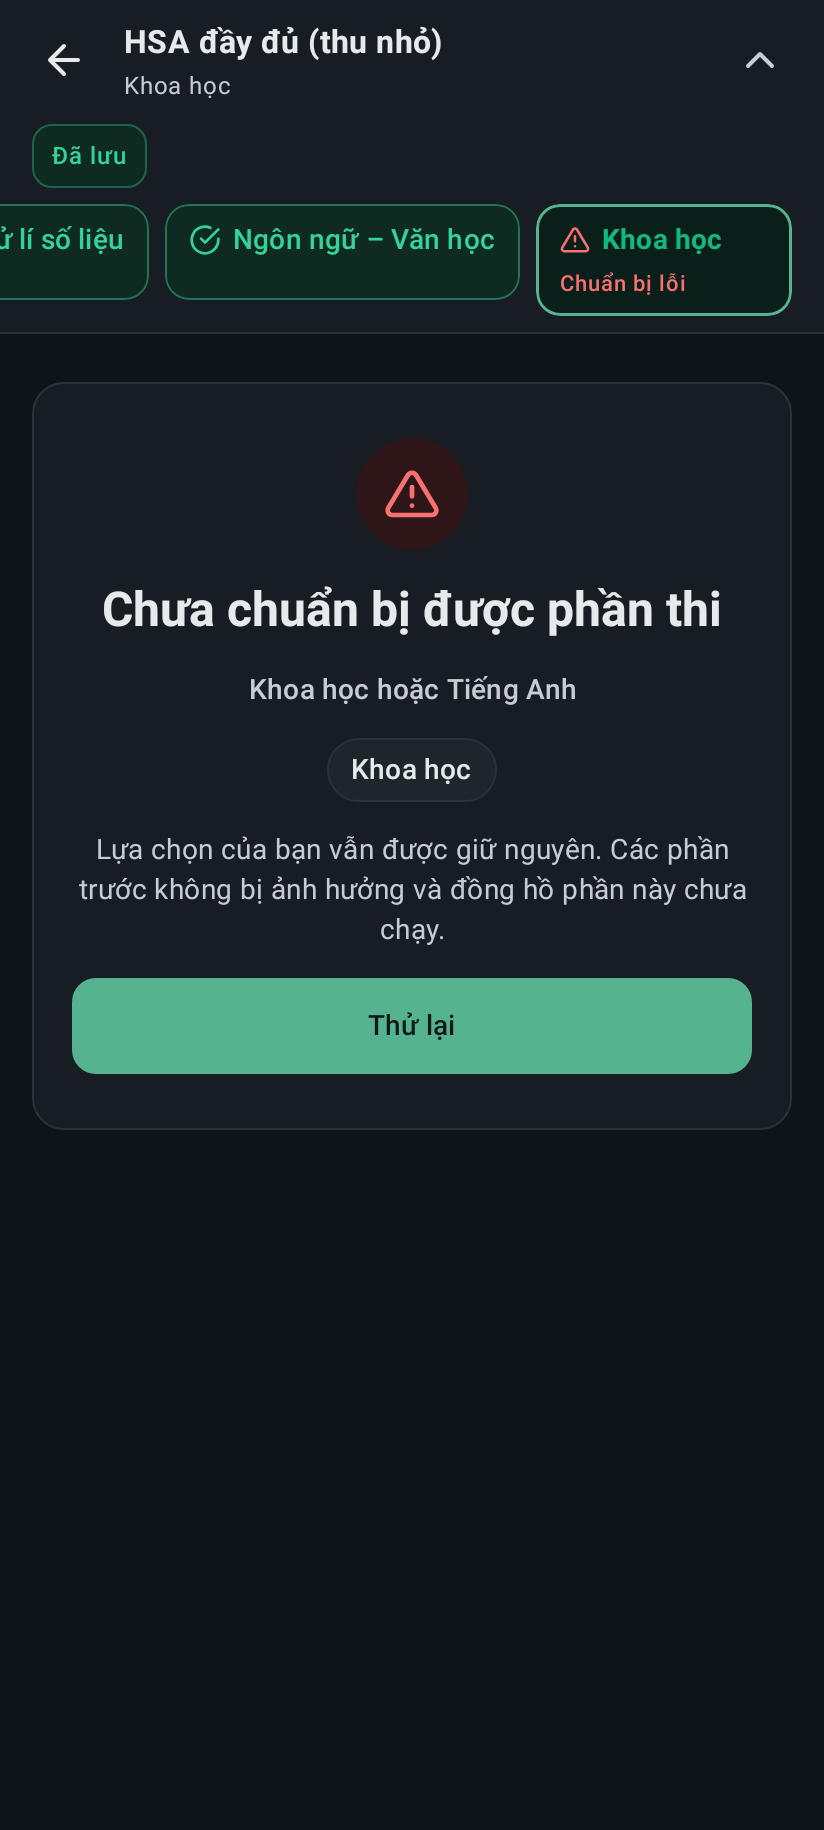 HSA đầy đủ (thu nhỏ)
Khoa học
Đã lưu
lí số liệu
Ngôn ngữ – Văn học
Khoa học
Chuẩn bị lỗi
Chưa chuẩn bị được phần thi
Khoa học hoặc Tiếng Anh
Khoa học
Lựa chọn của bạn vẫn được giữ nguyên. Các phần
trước không bị ảnh hưởng và đồng hồ phần này chưa
chạy.
Thử lại